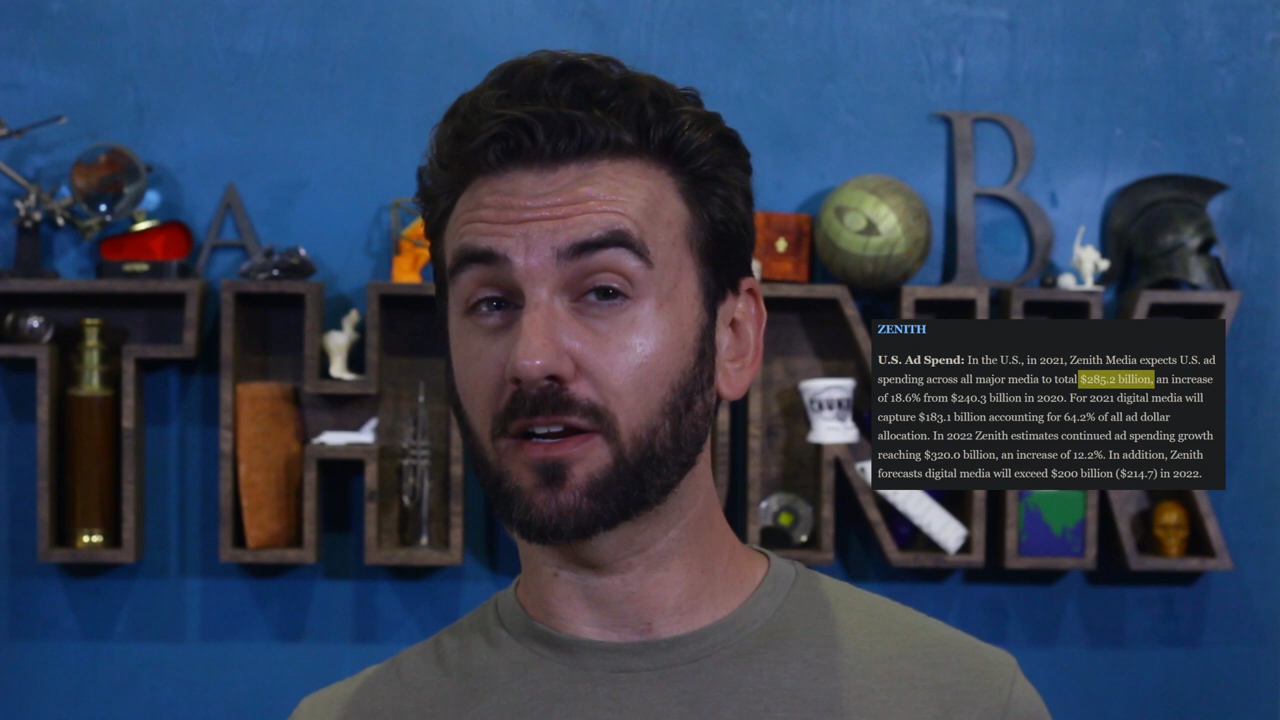 A
B
THINK
ZENITH
U.S. Ad Spend: In the U.S., in 2021, Zenith Media expects U.S. ad
spending across all major media to total $285.2 billion, an increase
of 18.6% from $240.3 billion in 2020. For 2021 digital media will
capture $183.1 billion accounting for 64.2% of all ad dollar
allocation. In 2022 Zenith estimates continued ad spending growth
reaching $320.0 billion, an increase of 12.2%. In addition, Zenith
forecasts digital media will exceed $200 billion ($214.7) in 2022.